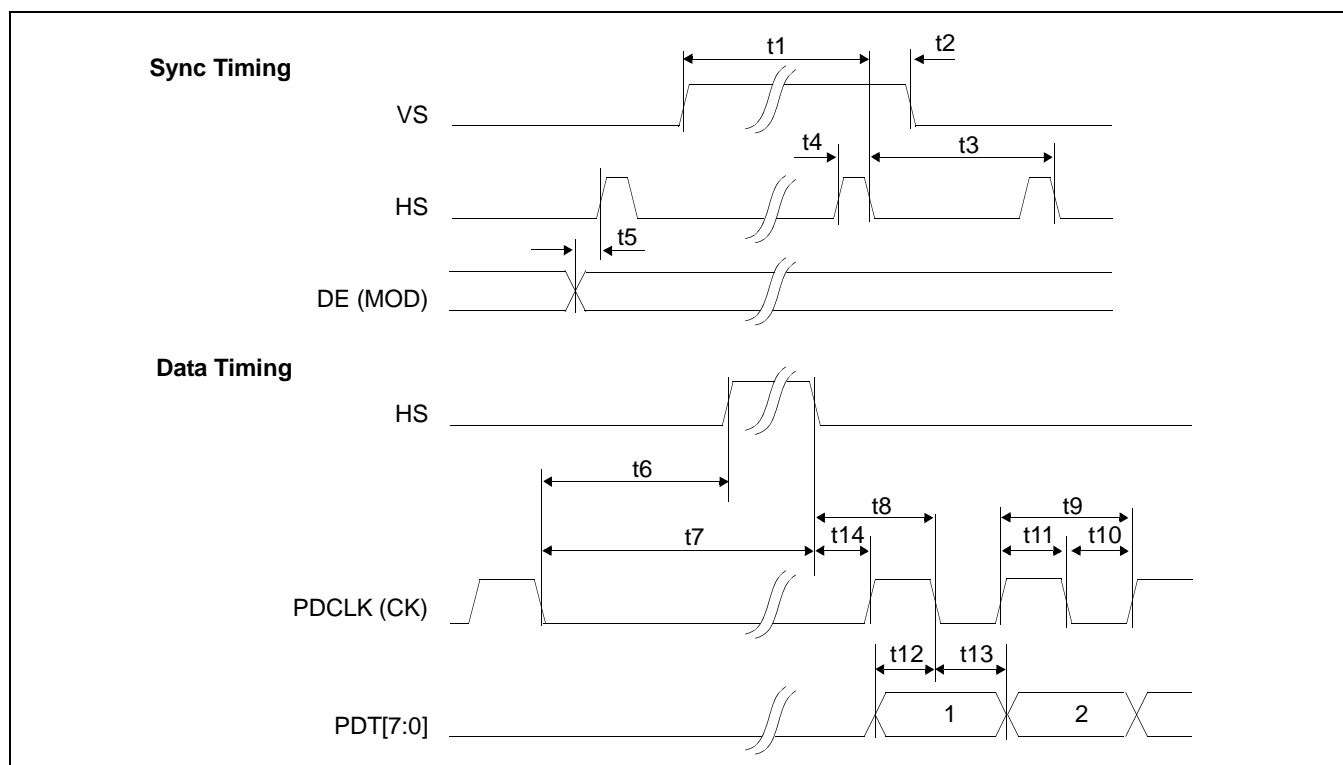 Sync Timing
t1
t2
VS
t4
t3
HS
t5
DE (MOD)
Data Timing
HS
t6
t8
t9
t7
t14
t11
t10
PDCLK (CK)
t12
t13
PDT[7:0]
1
2